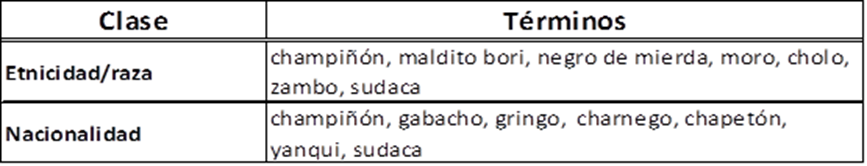 Clase Términos
Etnicidad/raza champiñón, maldito bori, negro de mierda, moro, cholo,
zambo, sudaca
Nacionalidad champiñón, gabacho, gringo, charnego, chapetón,
yanqui, sudaca